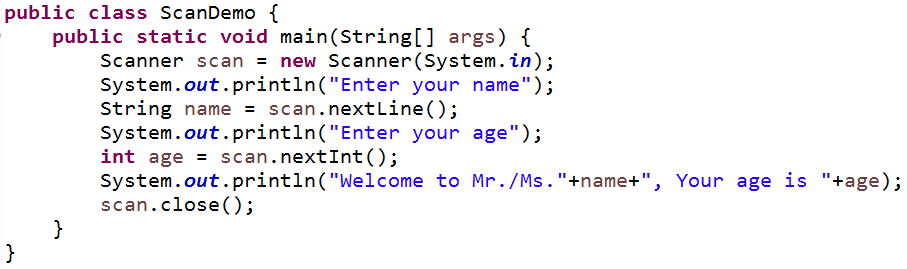 public class ScanDemo {
    public static void main(String[] args) {
        Scanner scan = new Scanner(System.in);
        System.out.println("Enter your name");
        String name = scan.nextLine();
        System.out.println("Enter your age");
        int age = scan.nextInt();
        System.out.println("Welcome to Mr./Ms."+name+", Your age is "+age);
        scan.close();
    }
}